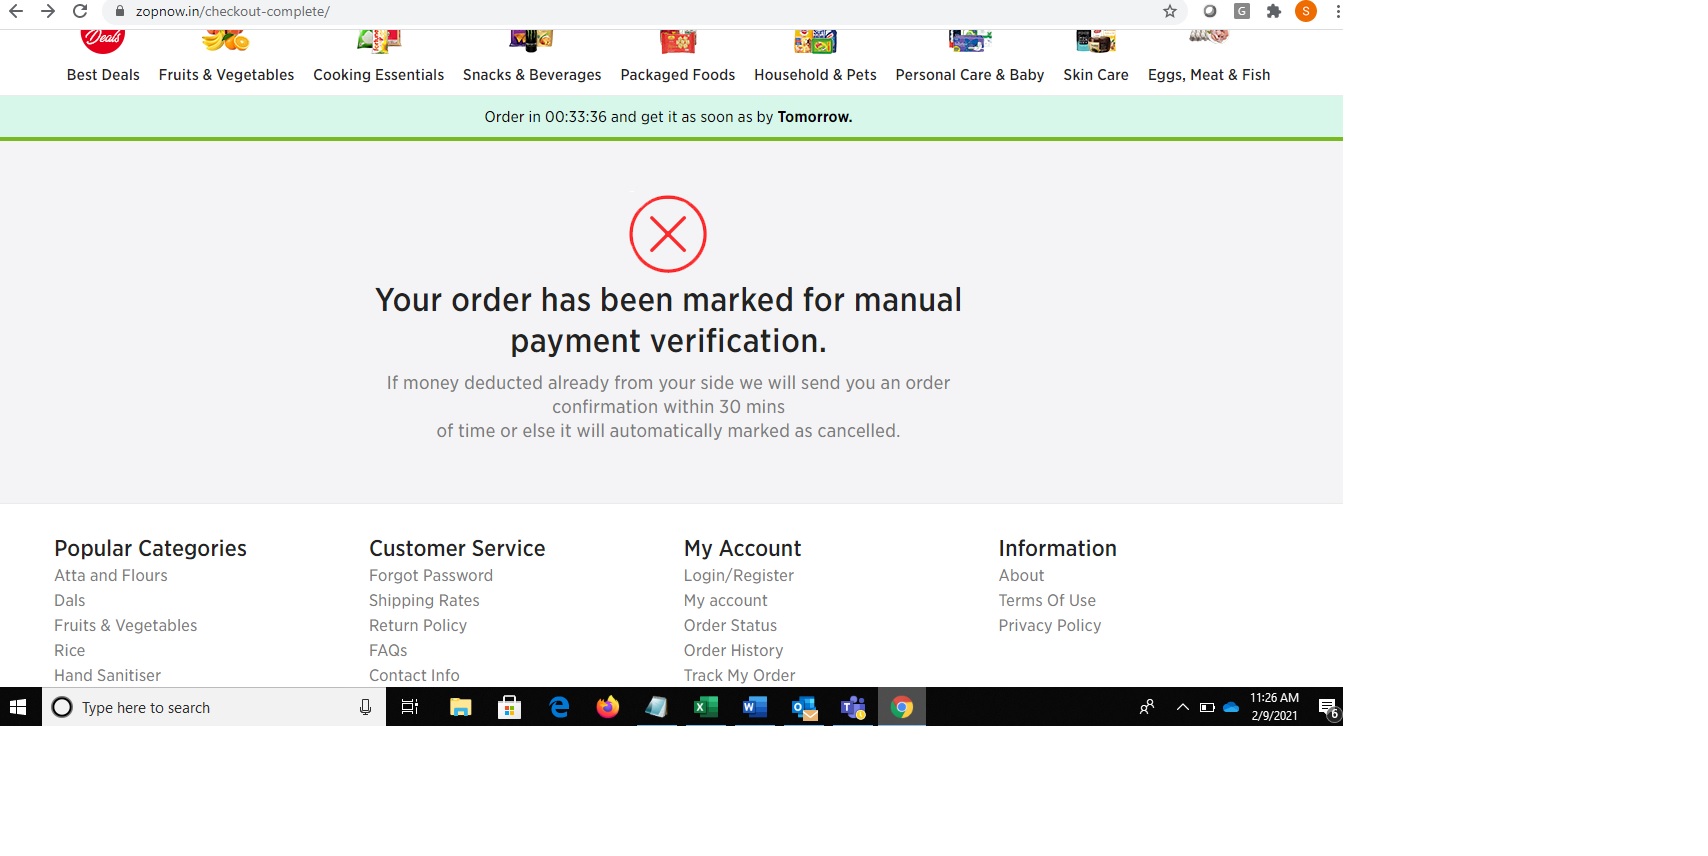 zopnow.in/checkout-complete/
G
S
Deals
Best Deals Fruits & Vegetables Cooking Essentials Snacks & Beverages Packaged Foods Household & Pets Personal Care & Baby Skin Care Eggs, Meat & Fish
Order in 00:33:36 and get it as soon as by Tomorrow.
Your order has been marked for manual
payment verification.
If money deducted already from your side we will send you an order
confirmation within 30 mins
of time or else it will automatically marked as cancelled.
Popular Categories
Atta and Flours
Dals
Fruits & Vegetables
Rice
Hand Sanitiser
Customer Service
Forgot Password
Shipping Rates
Return Policy
FAQs
Contact Info
My Account
Login/Register
My account
Order Status
Order History
Track My Order
Information
About
Terms Of Use
Privacy Policy
Type here to search
11:26 AM
2/9/2021
6